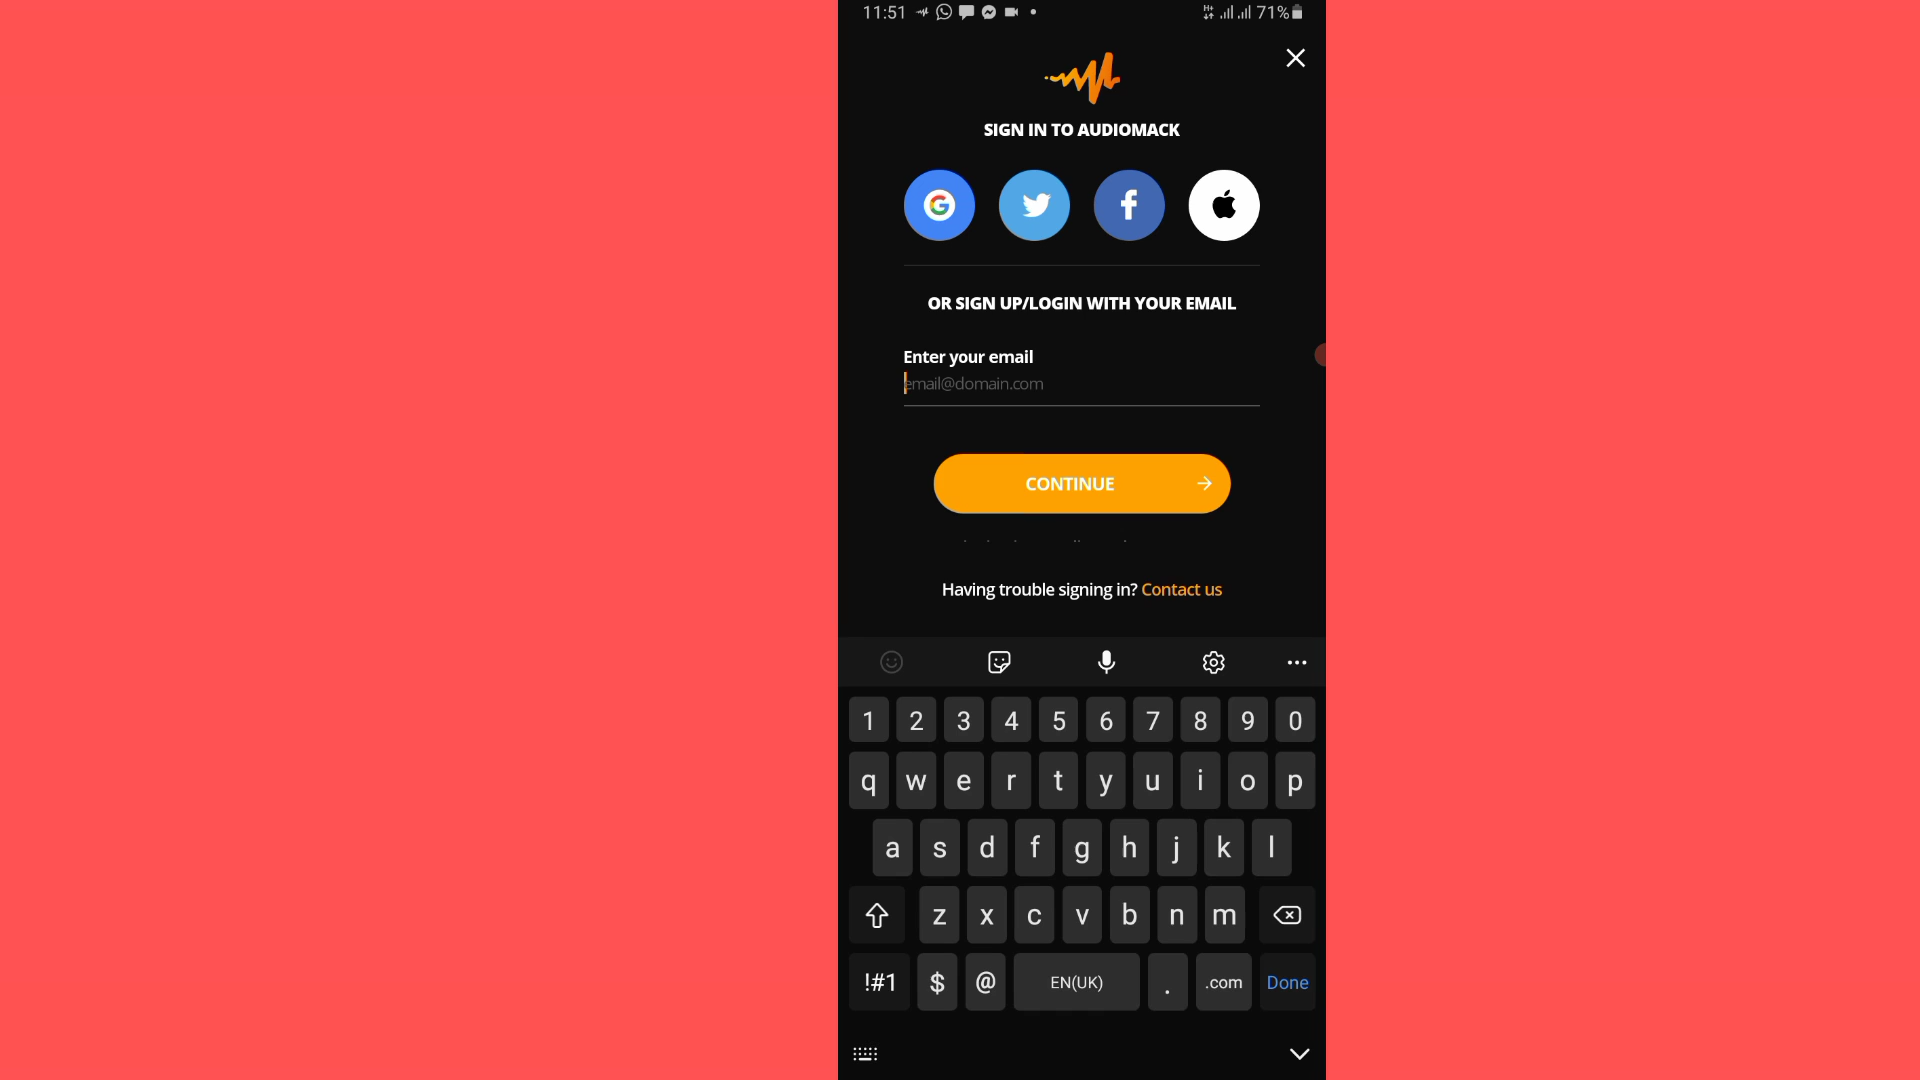 11:51
H+ 71%
SIGN IN TO AUDIOMACK
OR SIGN UP/LOGIN WITH YOUR EMAIL
Enter your email
email@domain.com
CONTINUE
Having trouble signing in? Contact us
1 2 3 4 5 6 7 8 9 0
q w e r t y u i o p
a s d f g h j k l
z x c v b n m
!#1 $ @ EN(UK) . .com Done